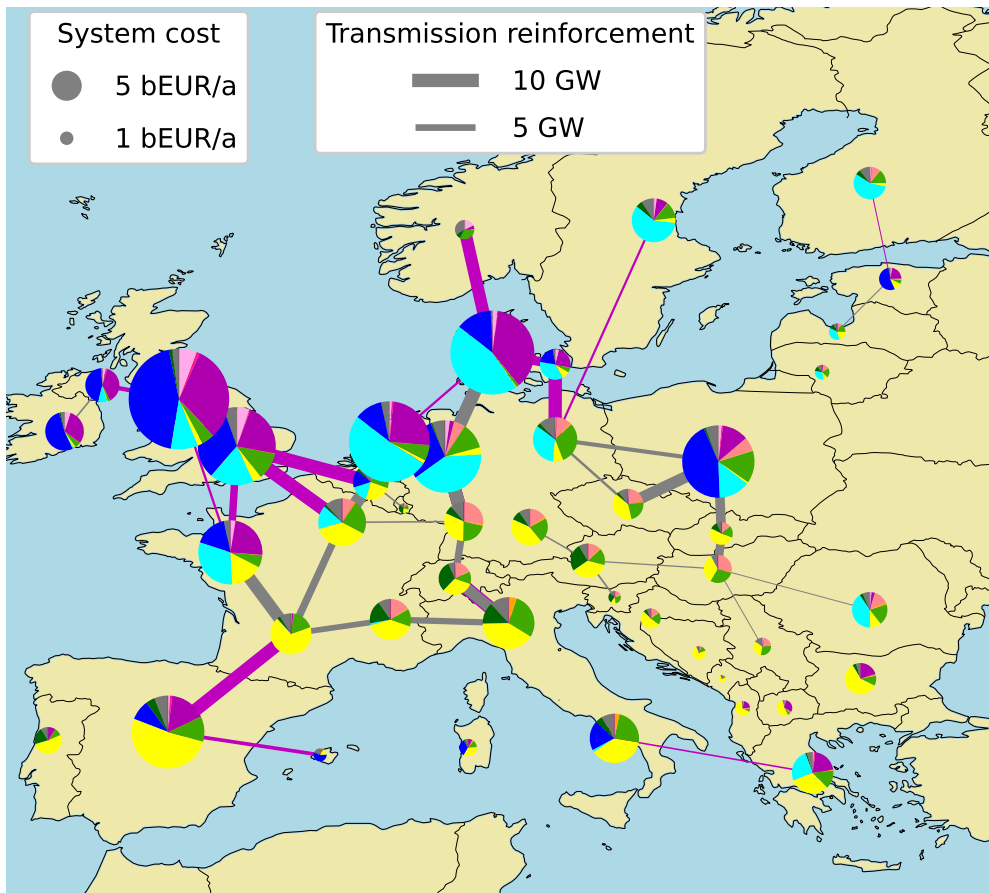 System cost
5 bEUR/a
1 bEUR/a
Transmission reinforcement
10 GW
5 GW